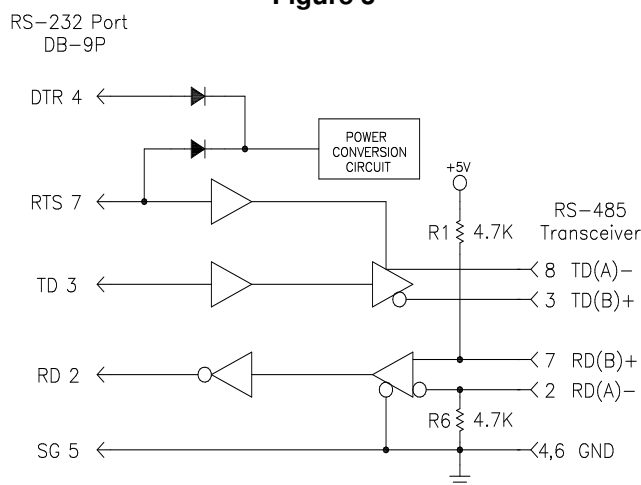 RS-232 Port
DB-9P
DTR 4
POWER
CONVERSION
CIRCUIT
+5V
RTS 7
R1 4.7K
RS-485
Transceiver
8 TD(A)-
TD 3
3 TD(B)+
7 RD(B)+
RD 2
2 RD(A)-
R6 4.7K
SG 5
4,6 GND